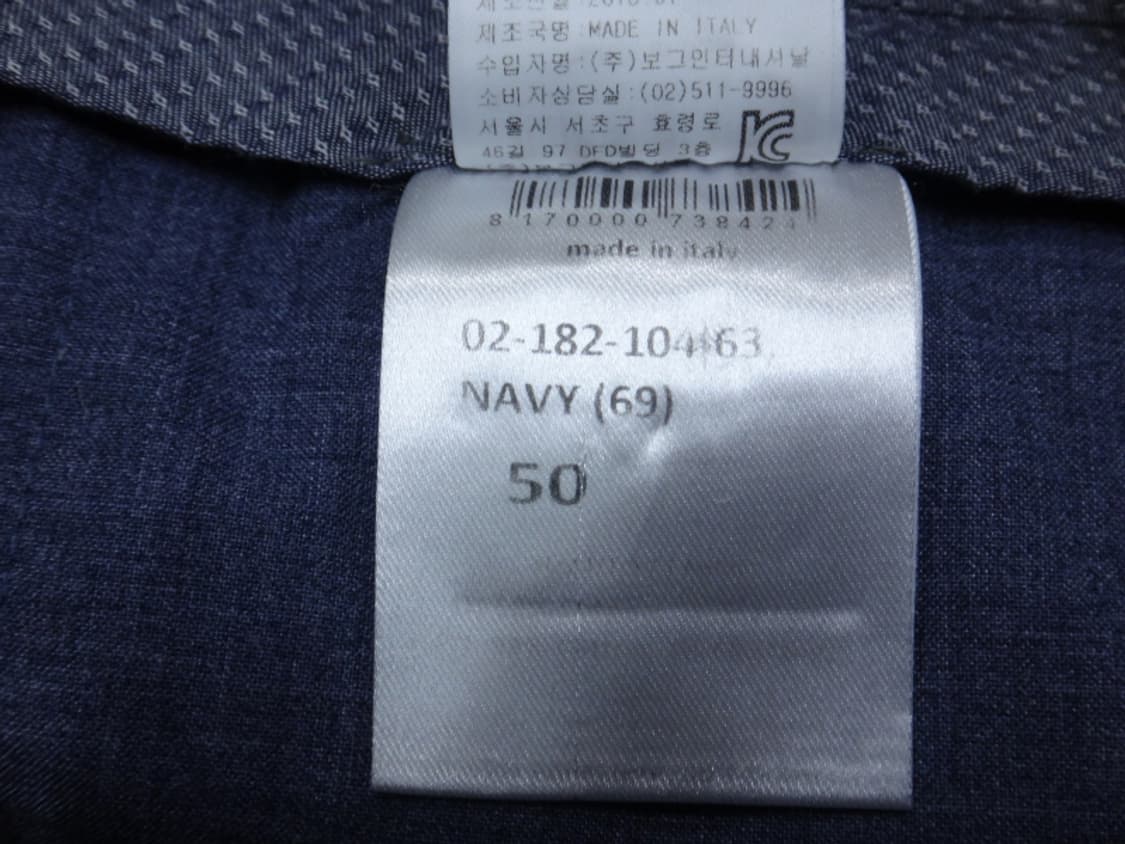 제조국명:MADE IN ITALY
수입자명:(주)보그인터내셔날
소비자상담실:(02)511-9996
서울시 서초구 효령로
46길 97 DFD빌딩 3층
8 170000 738424
made in italy
02-182-104-63
NAVY (69)
50